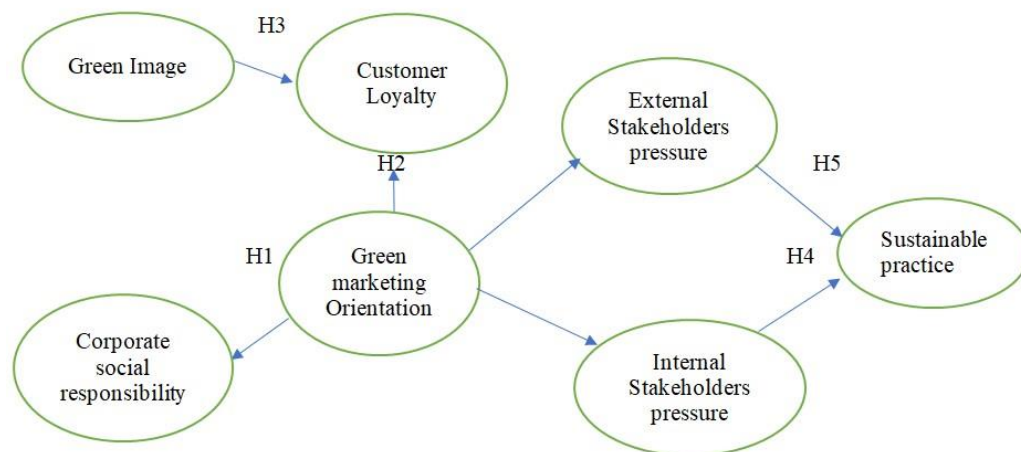 H3
Green Image
Customer
Loyalty
External
Stakeholders
pressure
H2
H5
H1
Green
marketing
Orientation
H4
Sustainable
practice
Corporate
social
responsibility
Internal
Stakeholders
pressure